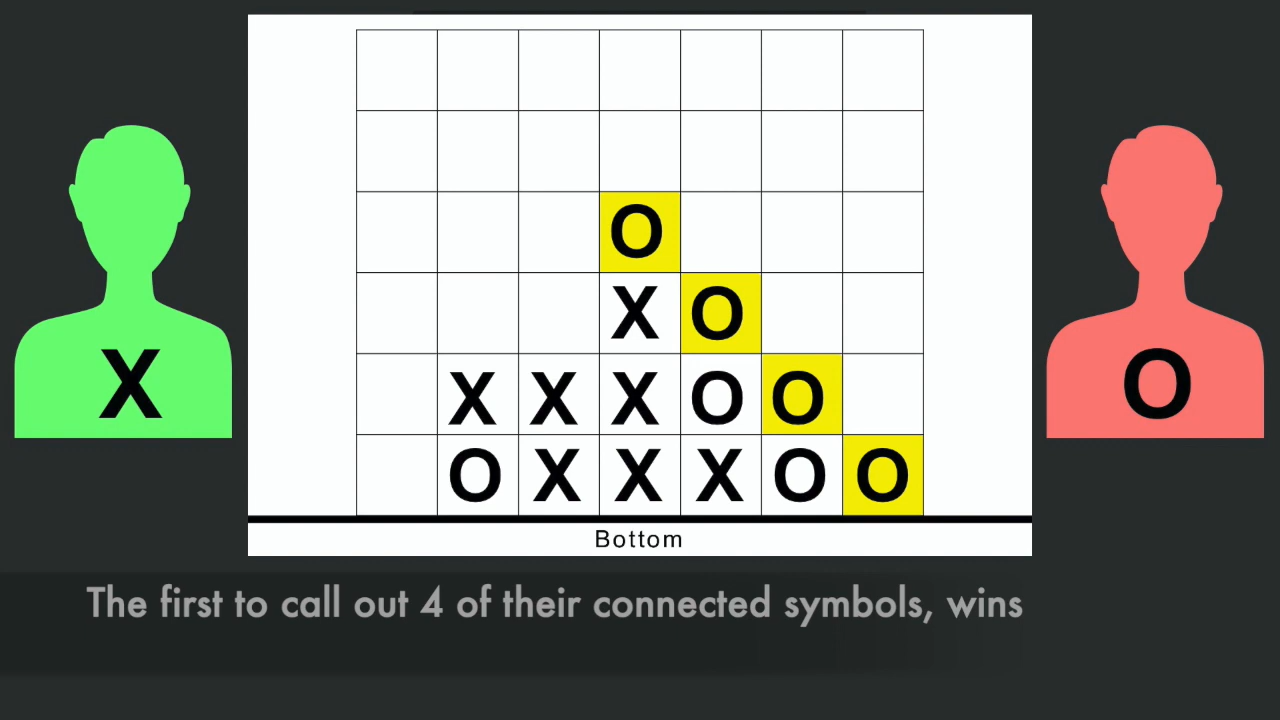 O
X O
X X X X O O O
O X X X O O
Bottom
The first to call out 4 of their connected symbols, wins